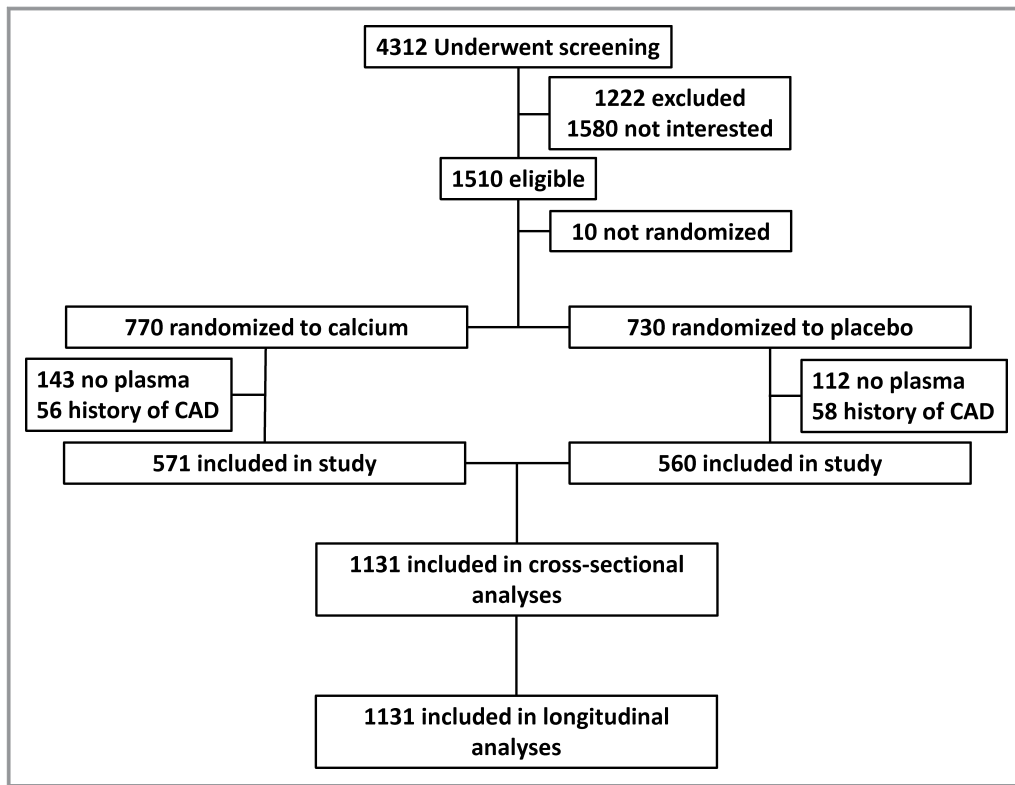 4312 Underwent screening
1222 excluded
1580 not interested
1510 eligible
10 not randomized
770 randomized to calcium
730 randomized to placebo
143 no plasma
56 history of CAD
112 no plasma
58 history of CAD
571 included in study
560 included in study
1131 included in cross-sectional
analyses
1131 included in longitudinal
analyses